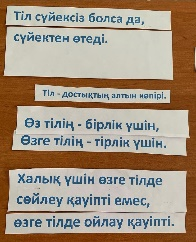 Тіл сүйексіз болса да,
сүйектен өтеді.
Тіл - достықтың алтын көпірі.
Өз тілің - бірлік үшін,
Өзге тілің - тірлік үшін.
Халық үшін өзге тілде
сөйлеу қауіпті емес,
өзге тілде ойлау қауіпті.